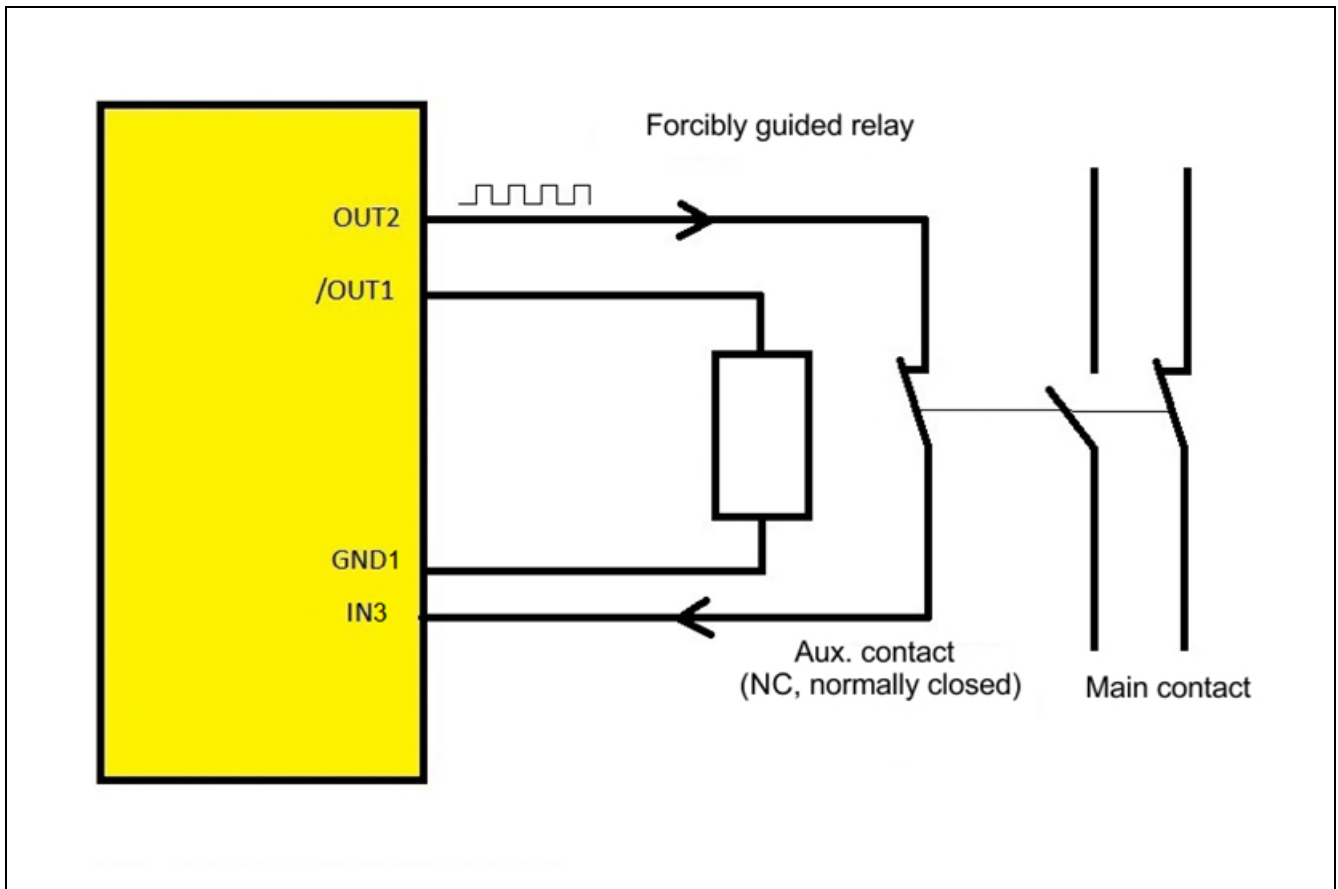 Forcibly guided relay
OUT2
/OUT1
GND1
IN3
Aux. contact
(NC, normally closed)
Main contact